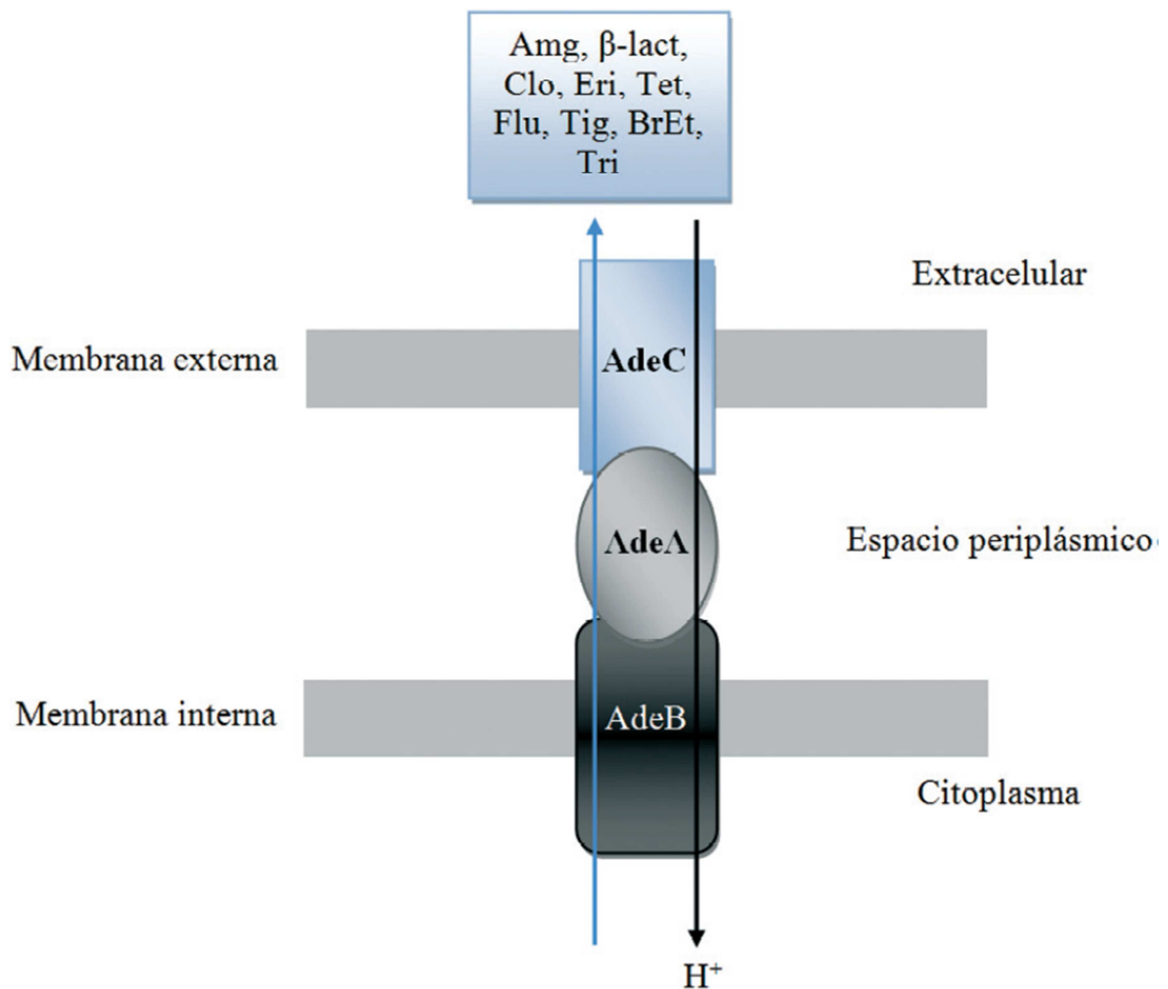 Amg, β-lact,
Clo, Eri, Tet,
Flu, Tig, BrEt,
Tri
Extracelular
Membrana externa
AdeC
AdeA
Espacio periplásmico
Membrana interna
AdeB
Citoplasma
H⁺